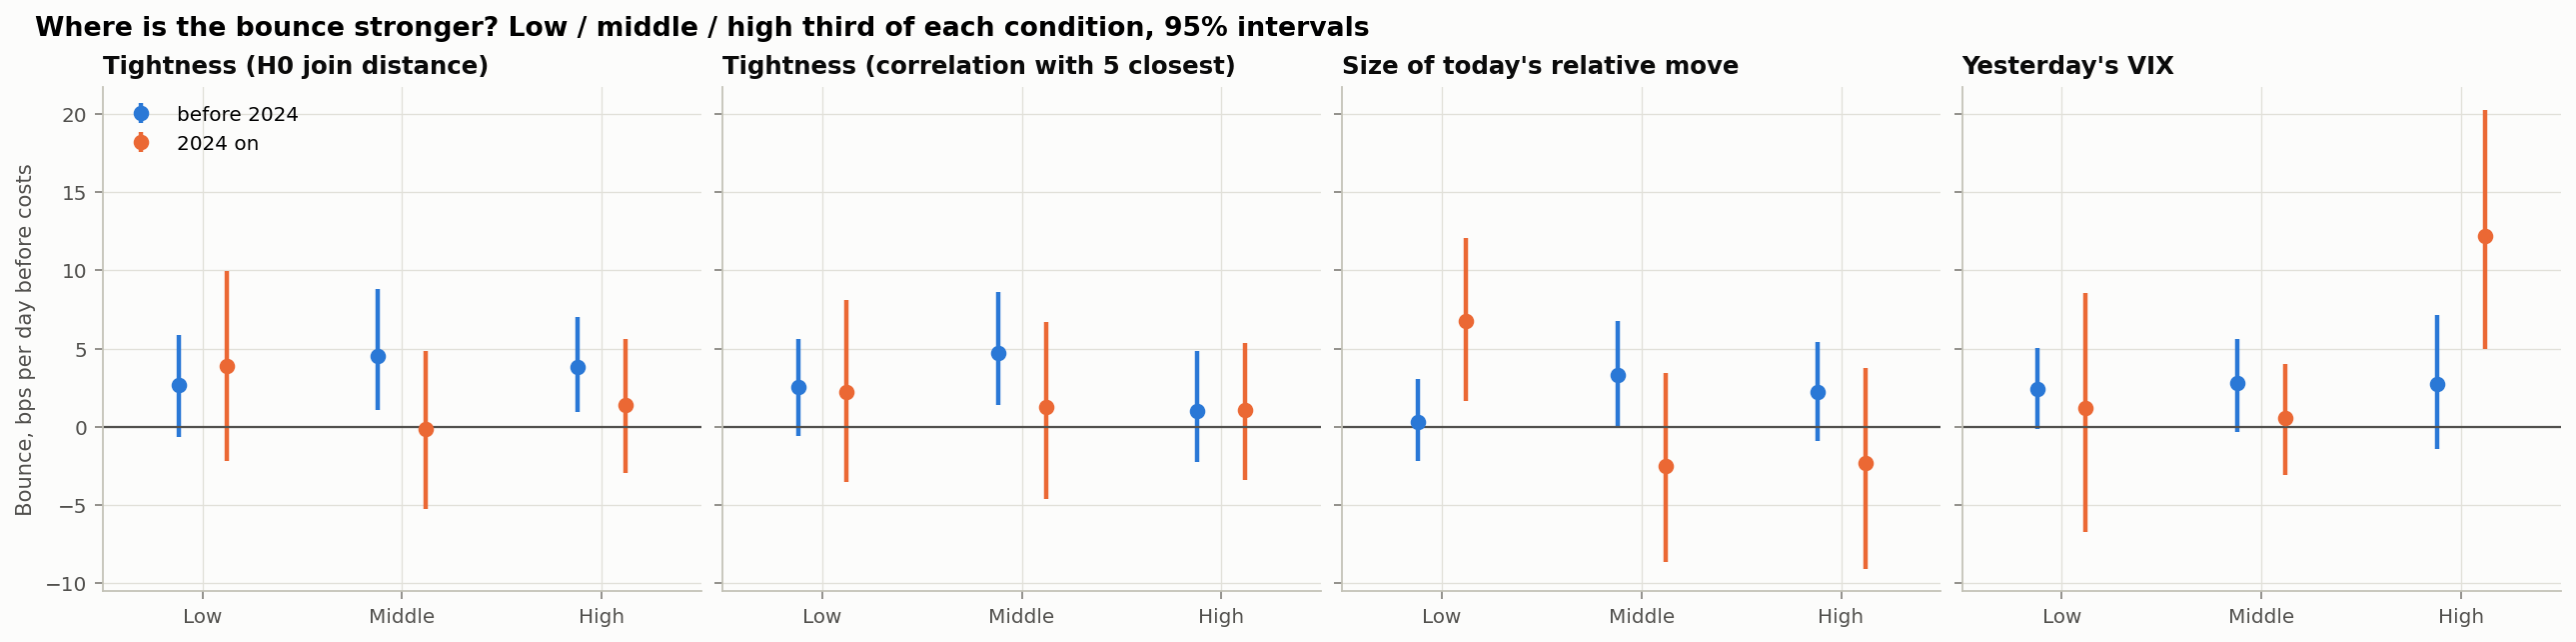 Where is the bounce stronger? Low / middle / high third of each condition, 95% intervals
Tightness (H0 join distance)
Tightness (correlation with 5 closest)
Size of today's relative move
Yesterday's VIX
before 2024
2024 on
Bounce, bps per day before costs
20
15
10
5
0
−5
−10
Low Middle High
Low Middle High
Low Middle High
Low Middle High